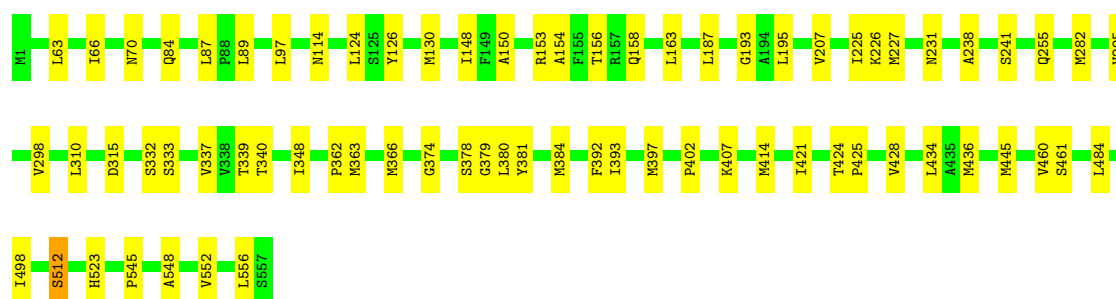 M1 L63 I66 N70 Q84 L87 P88 L89 L97 N114 L124 S125 Y126 M130 I148 F149 A150 R153 A154 F155 T156 R157 Q158 L163 L187 G193 A194 L195 V207 I225 K226 M227 N231 A238 S241 Q255 M282
V298 L310 D315 S332 S333 V337 V338 T339 T340 I348 P362 M363 M366 G374 S378 G379 L380 Y381 M384 F392 I393 M397 P402 K407 M414 I421 T424 P425 V428 L434 A435 M436 M445 V460 S461 L484
I498 S512 H523 P545 A548 V552 L556 S557